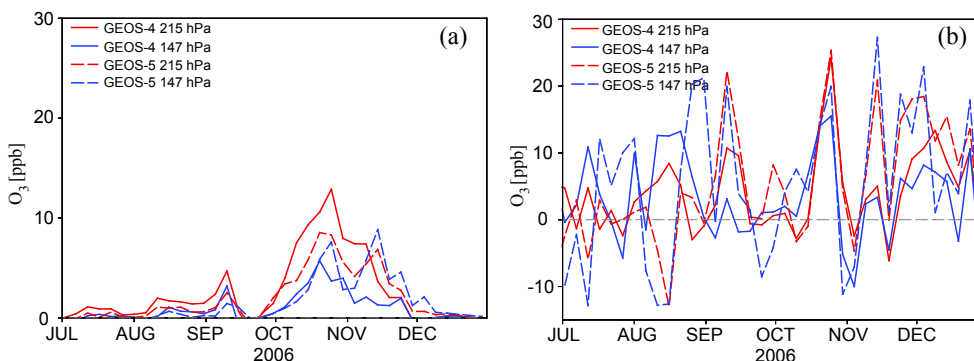 (a)
GEOS-4 215 hPa
GEOS-4 147 hPa
GEOS-5 215 hPa
GEOS-5 147 hPa
O3 [ppb]
30
20
10
0
JUL AUG SEP OCT NOV DEC
2006
(b)
GEOS-4 215 hPa
GEOS-4 147 hPa
GEOS-5 215 hPa
GEOS-5 147 hPa
O3 [ppb]
30
20
10
0
-10
JUL AUG SEP OCT NOV DEC
2006